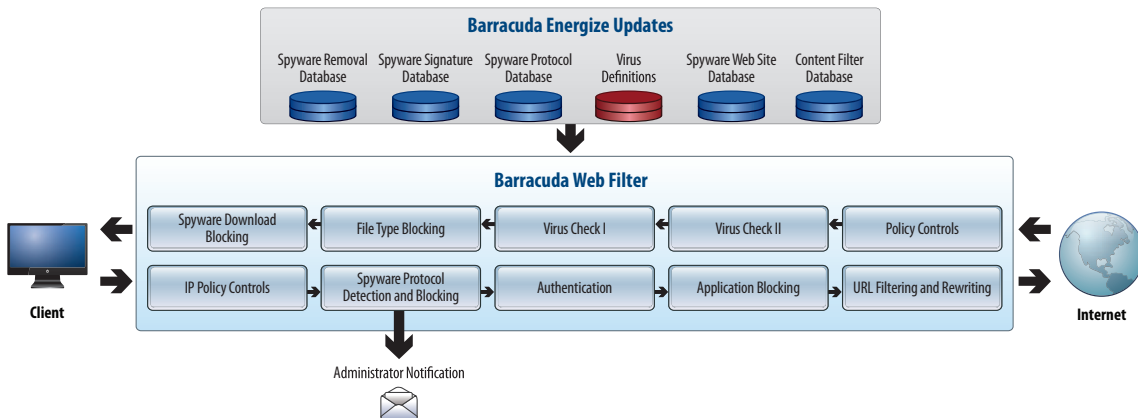 Barracuda Energize Updates
Spyware Removal
Database
Spyware Signature
Database
Spyware Protocol
Database
Virus
Definitions
Spyware Web Site
Database
Content Filter
Database
Barracuda Web Filter
Spyware Download
Blocking
File Type Blocking
Virus Check I
Virus Check II
Policy Controls
IP Policy Controls
Spyware Protocol
Detection and Blocking
Authentication
Application Blocking
URL Filtering and Rewriting
Client
Internet
Administrator Notification